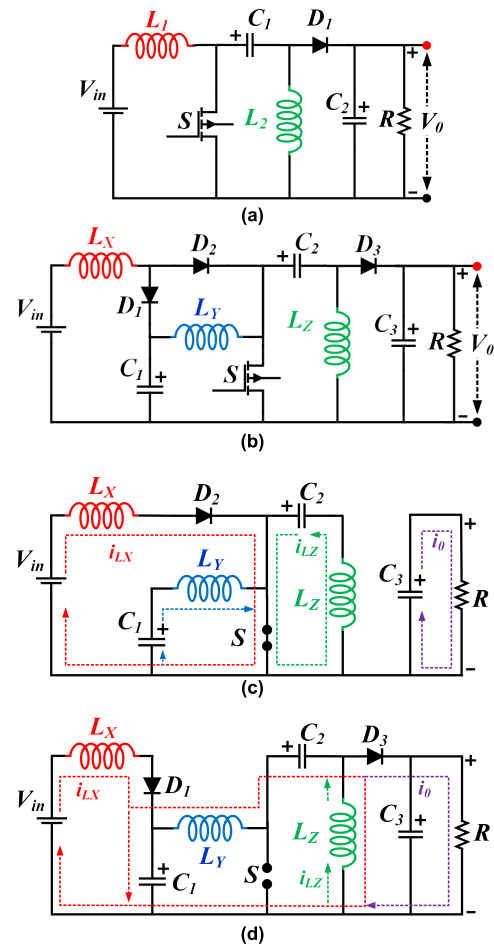 L1 C1 D1
Vin S L2 C2 + R + V0 −
(a)
LX D2 C2 D3
Vin D1 LY LZ C3 + R + V0 −
C1 + S
(b)
LX D2 + C2
Vin iLX LY iLZ LZ C3 + i0 + R
C1 + S −
(c)
LX + C2 D3
Vin iLX D1 LY LZ C3 + i0 + R
C1 + S iLZ −
(d)